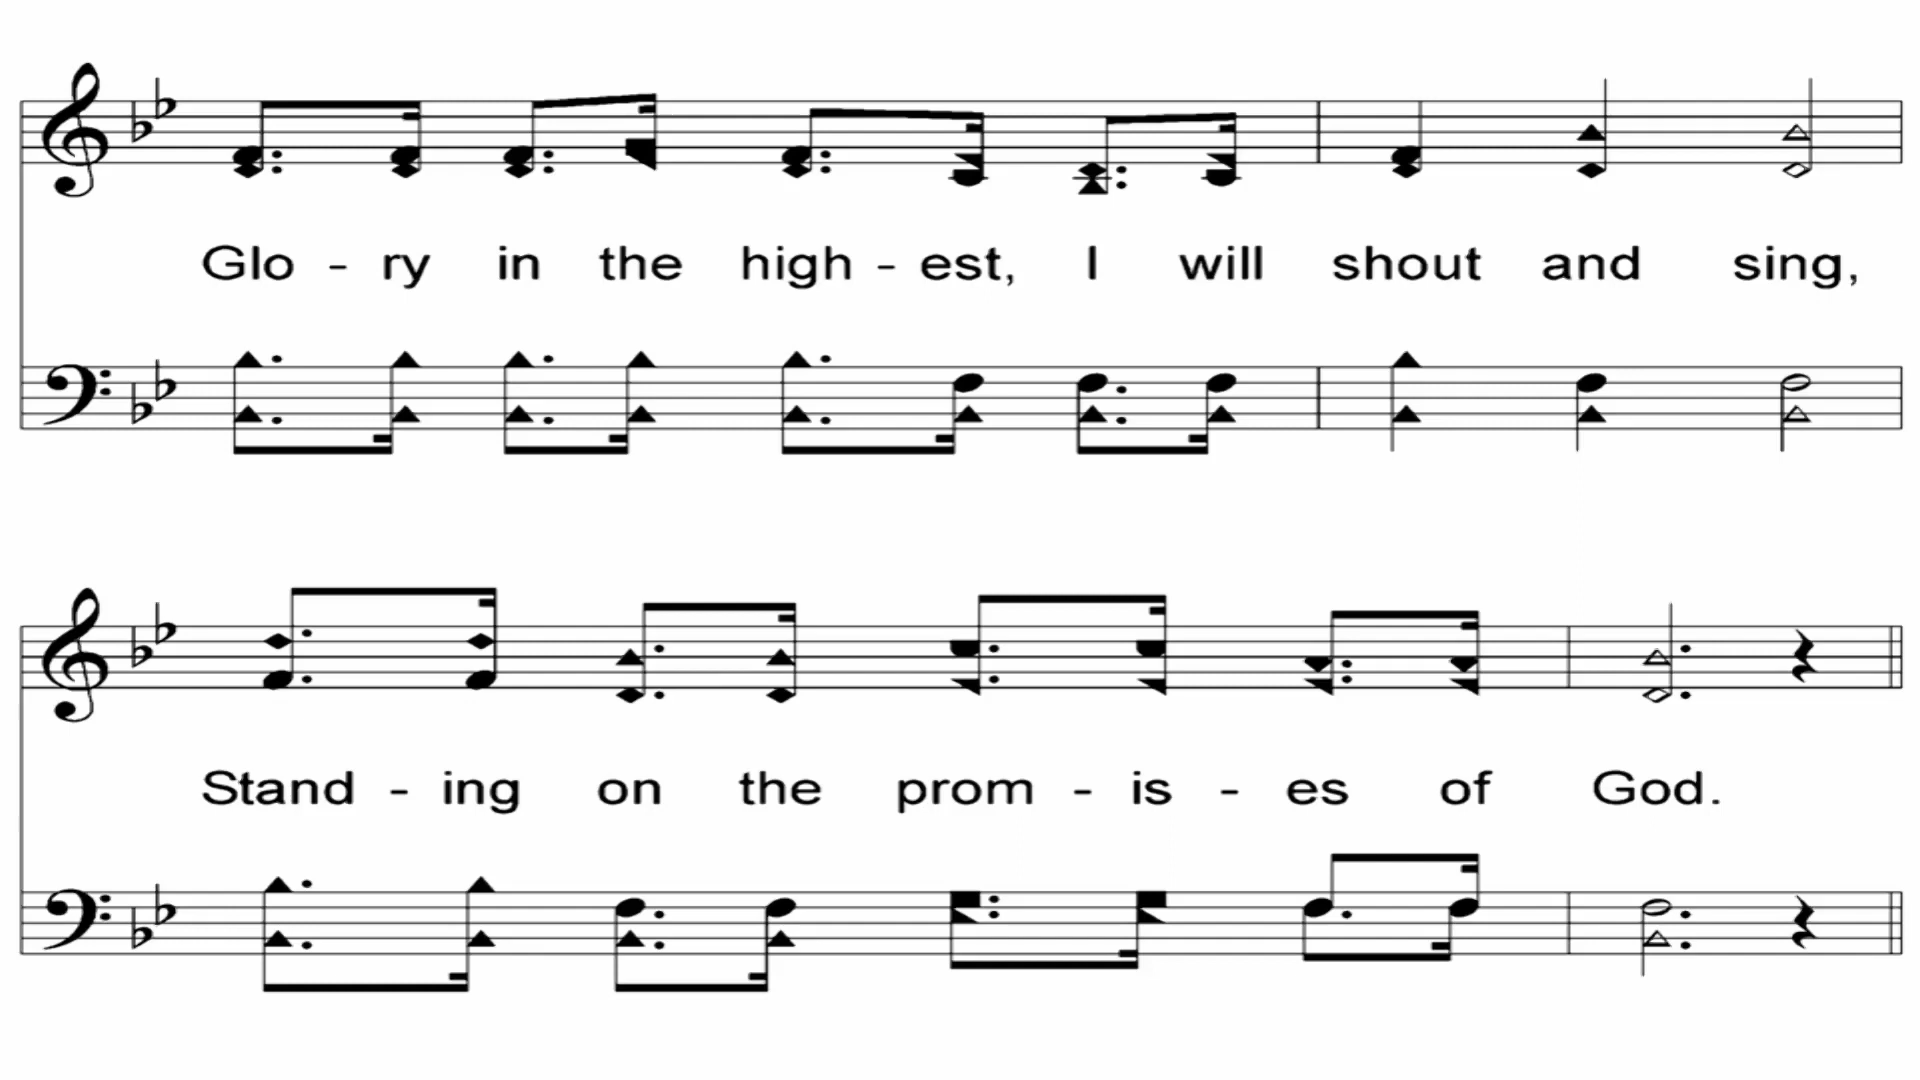 Glo - ry in the high - est, I will shout and sing,
Stand - ing on the prom - is - es of God.